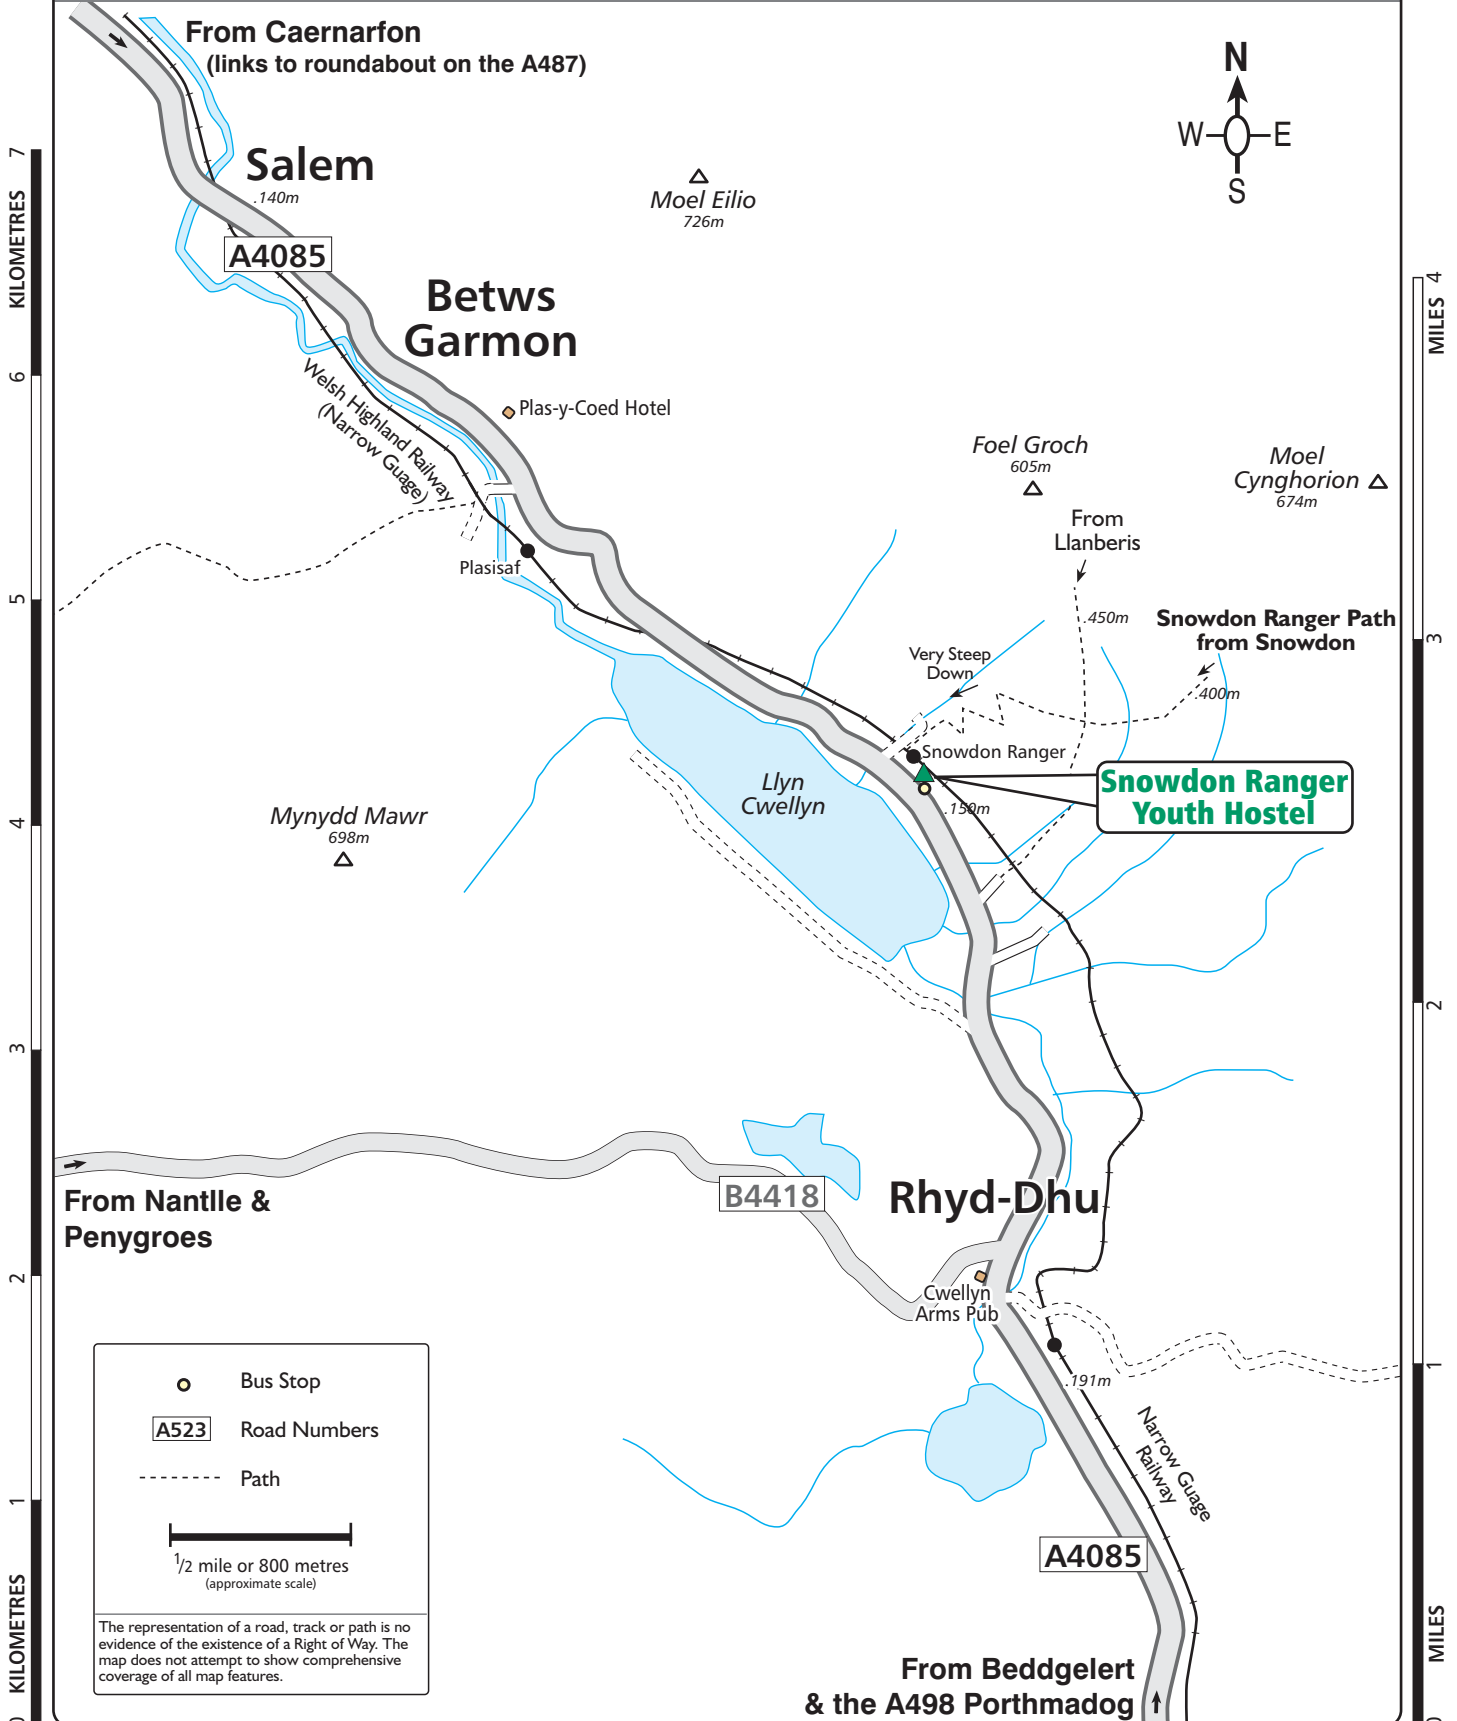 From Caernarfon
(links to roundabout on the A487)
N
W
E
S
Salem
.140m
A4085
Moel Eilio
726m
Betws
Garmon
Plas-y-Coed Hotel
Welsh Highland Railway
(Narrow Guage)
Plasisaf
Foel Groch
605m
Moel
Cynghorion
674m
From
Llanberis
.450m
Snowdon Ranger Path
from Snowdon
.400m
Very Steep
Down
Snowdon Ranger
Snowdon Ranger
Youth Hostel
.150m
Llyn
Cwellyn
Mynydd Mawr
698m
From Nantlle &
Penygroes
B4418
Rhyd-Dhu
Cwellyn
Arms Pub
.191m
Narrow Guage
Railway
A4085
From Beddgelert
& the A498 Porthmadog
Bus Stop
A523
Road Numbers
Path
1/2 mile or 800 metres
(approximate scale)
The representation of a road, track or path is no
evidence of the existence of a Right of Way. The
map does not attempt to show comprehensive
coverage of all map features.
7
KILOMETRES
6
5
4
3
2
1
KILOMETRES
0
4
MILES
3
2
1
MILES
0